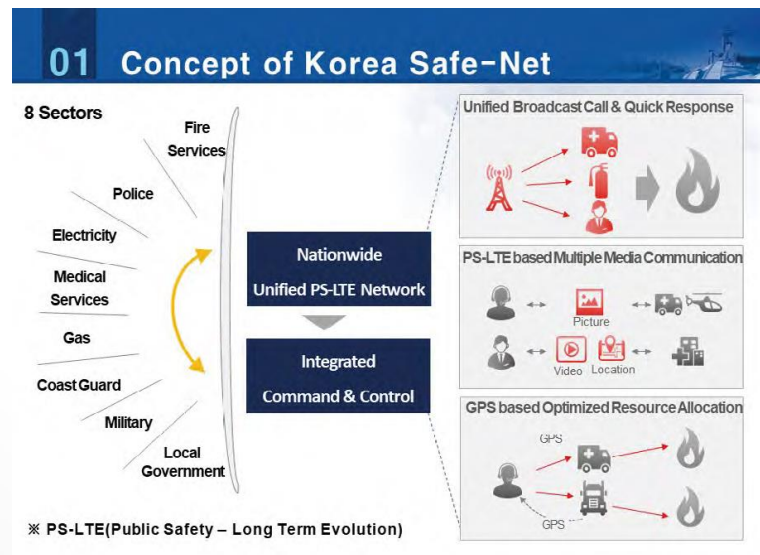 01 Concept of Korea Safe-Net
8 Sectors
Fire
Services
Police
Electricity
Medical
Services
Gas
Coast Guard
Military
Local
Government
Nationwide
Unified PS-LTE Network
Integrated
Command & Control
Unified Broadcast Call & Quick Response
PS-LTE based Multiple Media Communication
Picture
Video Location
GPS based Optimized Resource Allocation
GPS
GPS
※ PS-LTE(Public Safety – Long Term Evolution)